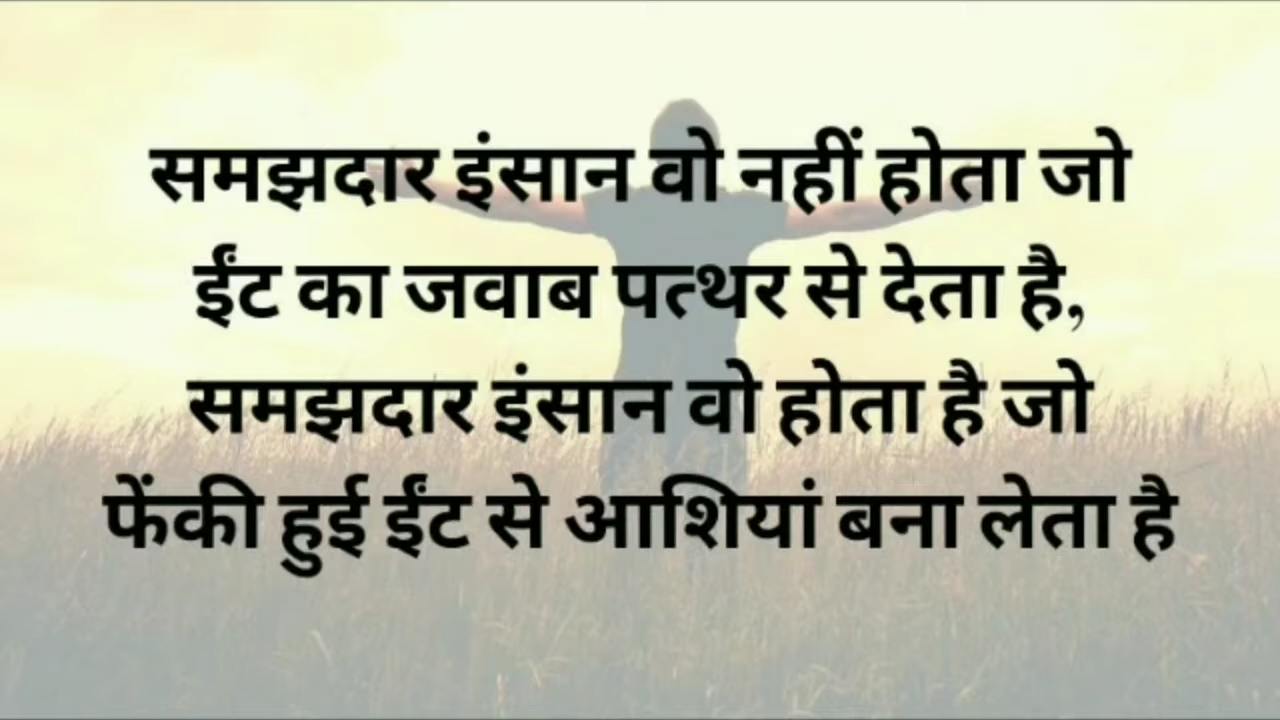 समझदार इंसान वो नहीं होता जो
ईंट का जवाब पत्थर से देता है,
समझदार इंसान वो होता है जो
फेंकी हुई ईंट से आशियां बना लेता है